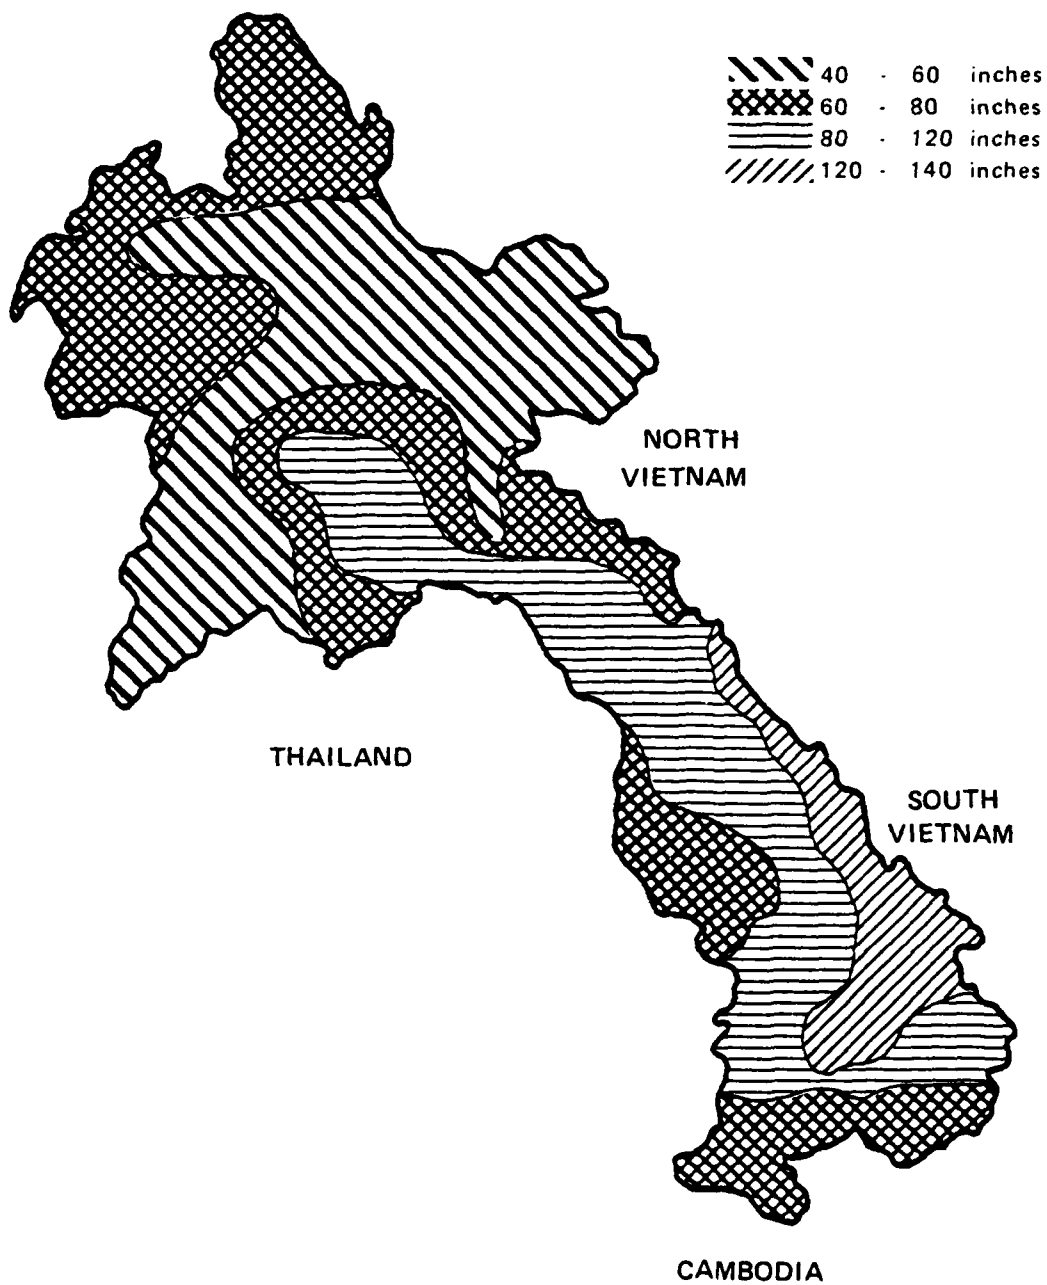 40 - 60 inches
60 - 80 inches
80 - 120 inches
120 - 140 inches
NORTH
VIETNAM
THAILAND
SOUTH
VIETNAM
CAMBODIA